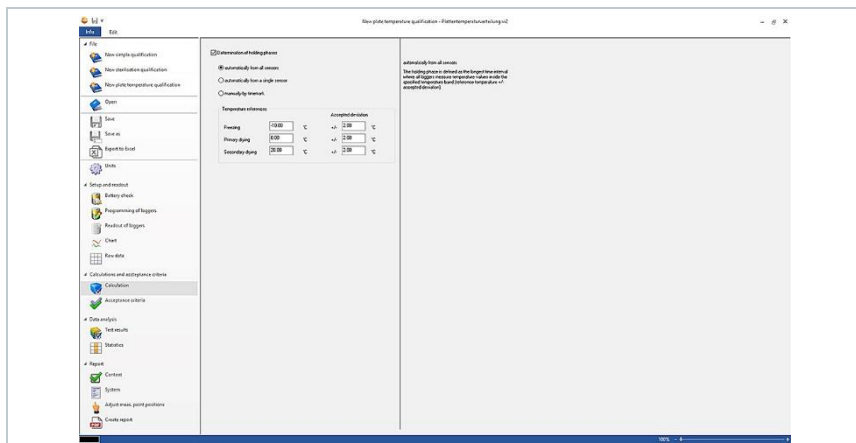 New plate temperature qualification - Plattentemperaturverteilung.vi2
Info Edit
File
New simple qualification
New sterilisation qualification
New plate temperature qualification
Open
Save
Save as
Export to Excel
Units
Setup and readout
Battery check
Programming of loggers
Readout of loggers
Chart
Raw data
Calculations and acceptance criteria
Calculation
Acceptance criteria
Data analysis
Test results
Statistics
Report
Content
System
Adjust meas. point positions
Create report
PDF
Determination of holding phases
automatically from all sensors
automatically from a single sensor
manually by timemark
Temperature references
Accepted deviation
Freezing -10.00 °C +/- 2.00 °C
Primary drying 0.00 °C +/- 2.00 °C
Secondary drying 20.00 °C +/- 2.00 °C
automatically from all sensors
The holding phase is defined as the longest time interval
where all loggers measure temperature values inside the
specified temperature band (reference temperature +/-
accepted deviation)
100% - +